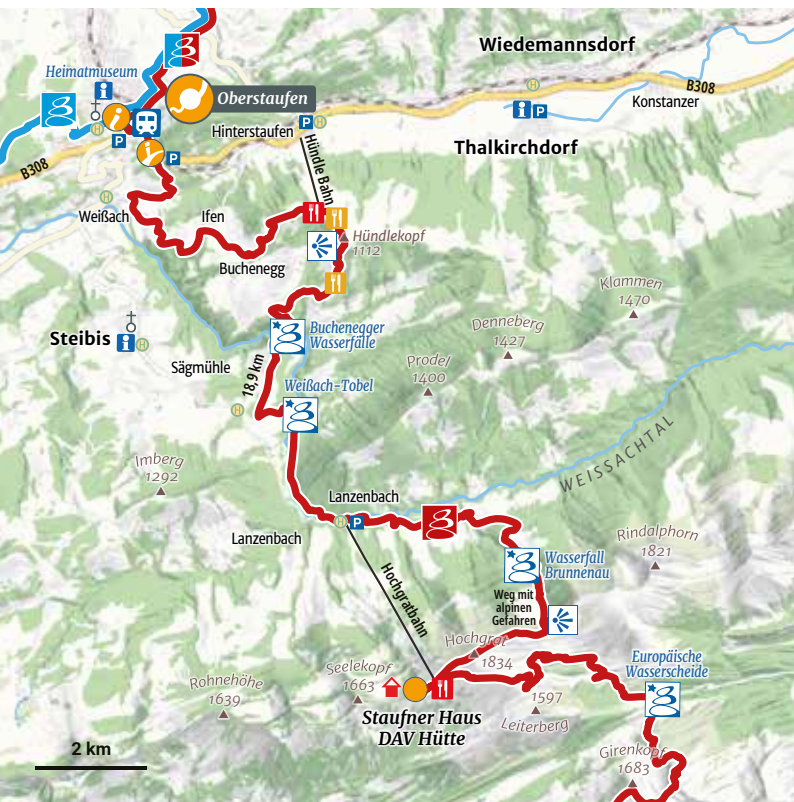 Wiedemannsdorf
Heimatmuseum
Oberstaufen
B308
Konstanzer
P
H
i
P
Hinterstaufen
P
H
Thalkirchdorf
i
i
H
P
P
B308
Hündle Bahn
H
Weißach
Ifen
Hündlekopf
1112
Buchenegg
Klammen
1470
Denneberg
1427
Buchenegger
Wasserfälle
Steibis
i
H
Sägmühle
18,9 km
Prodel
1400
Weißach-Tobel
H
WEISSACHTAL
Imberg
1292
Lanzenbach
H
P
Lanzenbach
Rindalphorn
1821
Wasserfall
Brunnenau
Hochgratbahn
Weg mit
alpinen
Gefahren
Hochgrat
1834
Europäische
Wasserscheide
Seelekopf
1663
Rohnehöhe
1639
1597
Leiterberg
Staufner Haus
DAV Hütte
2 km
Girenkopf
1683